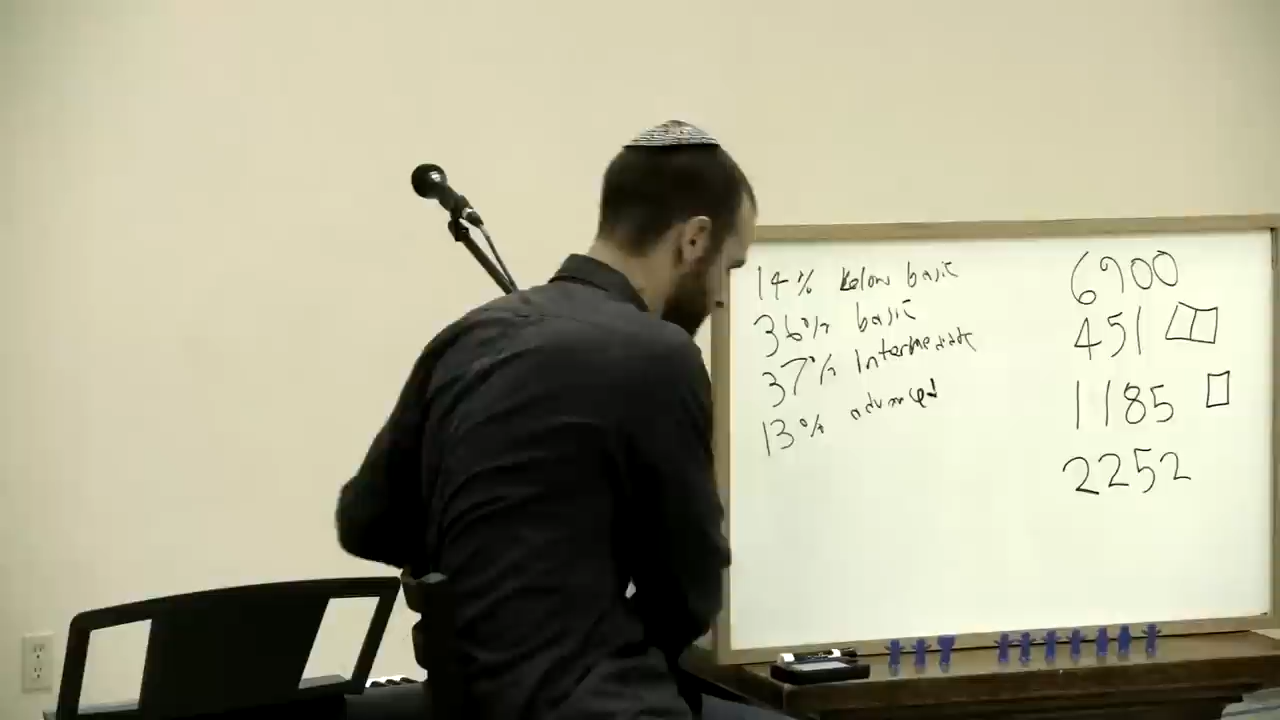 14% below basic
36% basic
37% Intermediate
13% advanced
6900
451
1185
2252